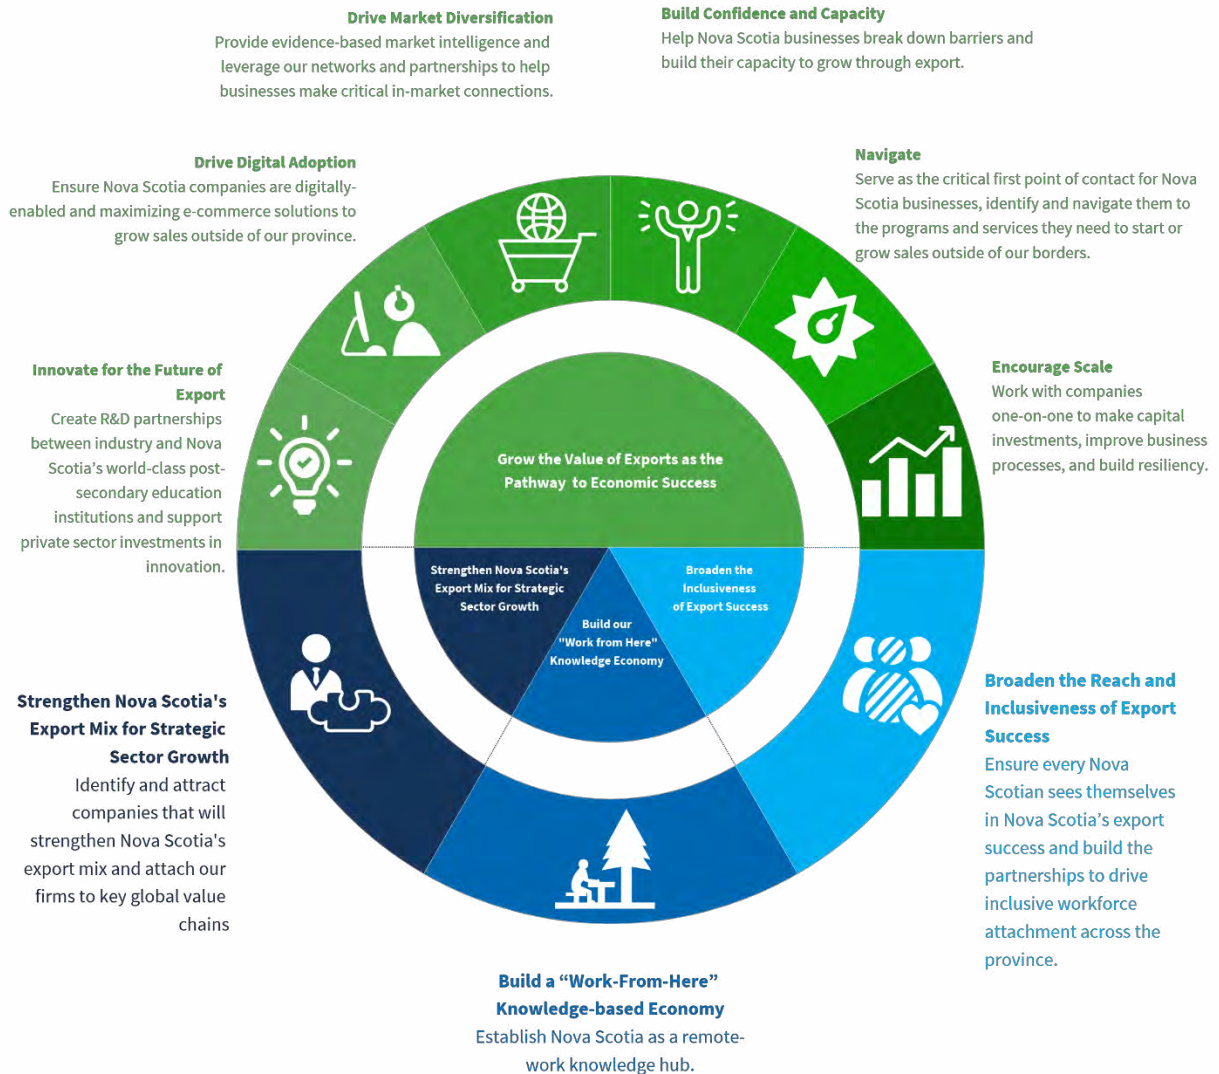 Drive Market Diversification
Provide evidence-based market intelligence and
leverage our networks and partnerships to help
businesses make critical in-market connections.
Build Confidence and Capacity
Help Nova Scotia businesses break down barriers and
build their capacity to grow through export.
Drive Digital Adoption
Ensure Nova Scotia companies are digitally-
enabled and maximizing e-commerce solutions to
grow sales outside of our province.
Navigate
Serve as the critical first point of contact for Nova
Scotia businesses, identify and navigate them to
the programs and services they need to start or
grow sales outside of our borders.
Innovate for the Future of
Export
Create R&D partnerships
between industry and Nova
Scotia's world-class post-
secondary education
institutions and support
private sector investments in
innovation.
Encourage Scale
Work with companies
one-on-one to make capital
investments, improve business
processes, and build resiliency.
Grow the Value of Exports as the
Pathway to Economic Success
Strengthen Nova Scotia's
Export Mix for Strategic
Sector Growth
Build our
"Work from Here"
Knowledge Economy
Broaden the
Inclusiveness
of Export Success
Strengthen Nova Scotia's
Export Mix for Strategic
Sector Growth
Identify and attract
companies that will
strengthen Nova Scotia's
export mix and attach our
firms to key global value
chains
Broaden the Reach and
Inclusiveness of Export
Success
Ensure every Nova
Scotian sees themselves
in Nova Scotia's export
success and build the
partnerships to drive
inclusive workforce
attachment across the
province.
Build a “Work-From-Here”
Knowledge-based Economy
Establish Nova Scotia as a remote-
work knowledge hub.